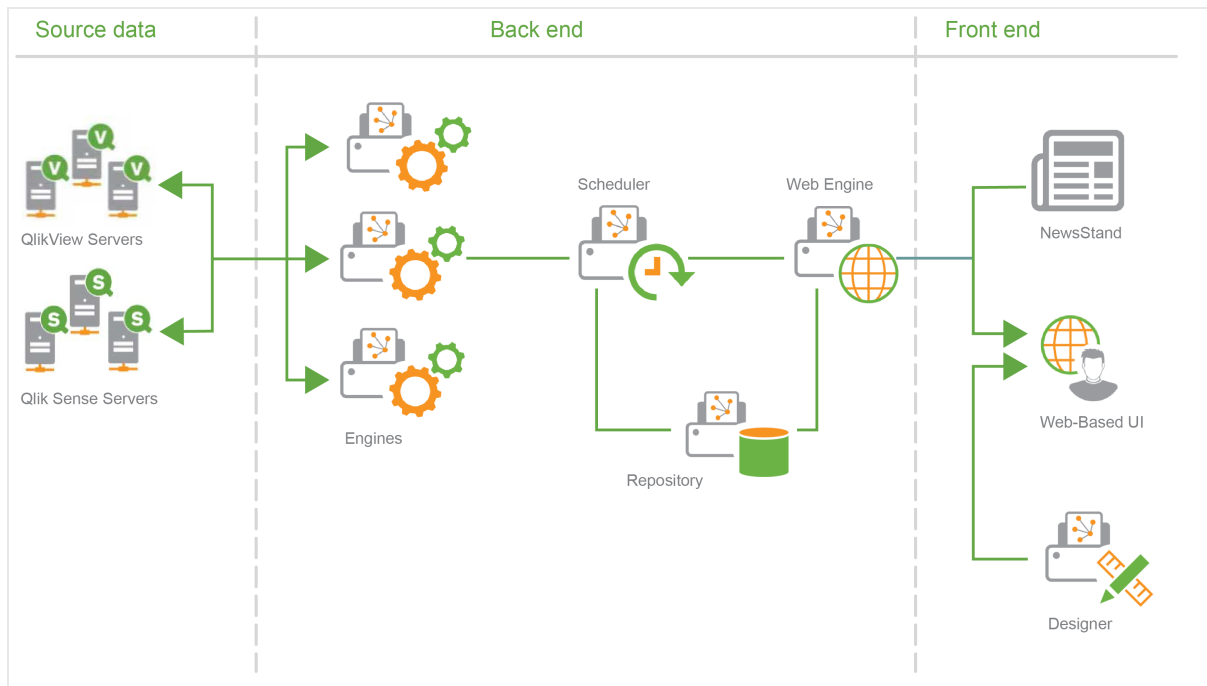 Source data
Back end
Front end
V
V
V
QlikView Servers
S
S
S
Qlik Sense Servers
Engines
Scheduler
Web Engine
Repository
NewsStand
Web-Based UI
Designer